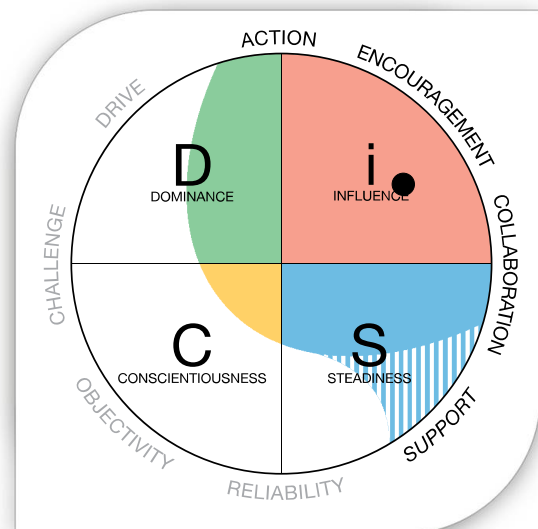 ACTION
ENCOURAGEMENT
DRIVE
D
DOMINANCE
i
INFLUENCE
CHALLENGE
COLLABORATION
C
CONSCIENTIOUSNESS
S
STEADINESS
OBJECTIVITY
SUPPORT
RELIABILITY